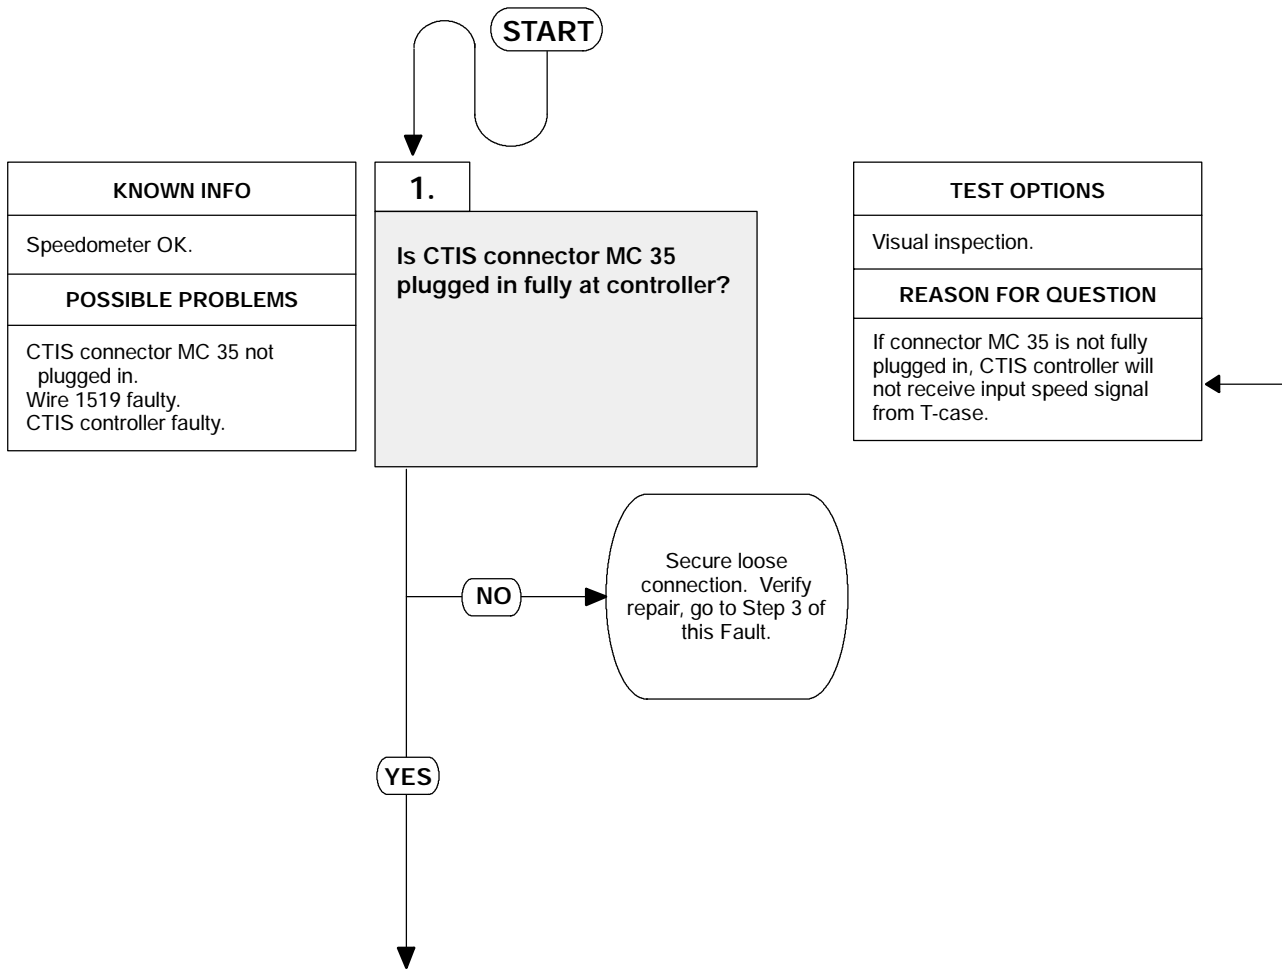 START
KNOWN INFO
Speedometer OK.
POSSIBLE PROBLEMS
CTIS connector MC 35 not
plugged in.
Wire 1519 faulty.
CTIS controller faulty.
1.
Is CTIS connector MC 35
plugged in fully at controller?
TEST OPTIONS
Visual inspection.
REASON FOR QUESTION
If connector MC 35 is not fully
plugged in, CTIS controller will
not receive input speed signal
from T-case.
NO
Secure loose
connection. Verify
repair, go to Step 3 of
this Fault.
YES